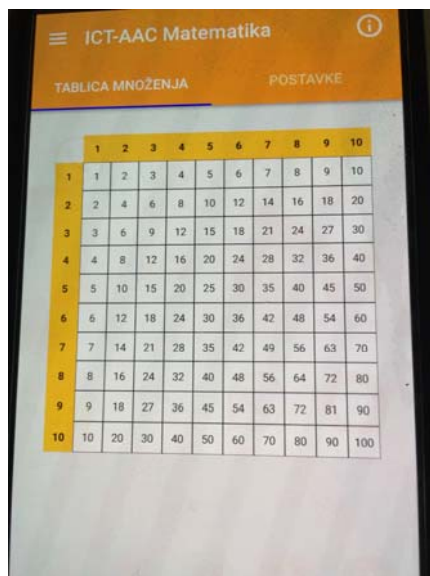 ICT-AAC Matematika
TABLICA MNOŽENJA POSTAVKE
1 2 3 4 5 6 7 8 9 10
1 1 2 3 4 5 6 7 8 9 10
2 2 4 6 8 10 12 14 16 18 20
3 3 6 9 12 15 18 21 24 27 30
4 4 8 12 16 20 24 28 32 36 40
5 5 10 15 20 25 30 35 40 45 50
6 6 12 18 24 30 36 42 48 54 60
7 7 14 21 28 35 42 49 56 63 70
8 8 16 24 32 40 48 56 64 72 80
9 9 18 27 36 45 54 63 72 81 90
10 10 20 30 40 50 60 70 80 90 100